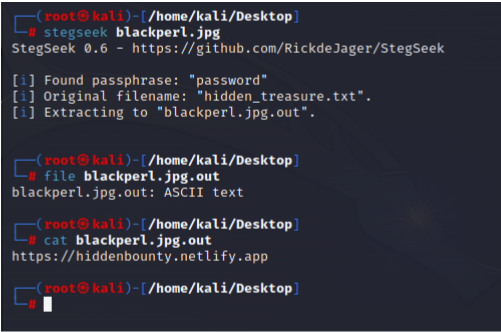 ┌──(root㉿kali)-[/home/kali/Desktop]
└─# stegseek blackperl.jpg
StegSeek 0.6 - https://github.com/RickdeJager/StegSeek
[i] Found passphrase: "password"
[i] Original filename: "hidden_treasure.txt".
[i] Extracting to "blackperl.jpg.out".
┌──(root㉿kali)-[/home/kali/Desktop]
└─# file blackperl.jpg.out
blackperl.jpg.out: ASCII text
┌──(root㉿kali)-[/home/kali/Desktop]
└─# cat blackperl.jpg.out
https://hiddenbounty.netlify.app
┌──(root㉿kali)-[/home/kali/Desktop]
└─#